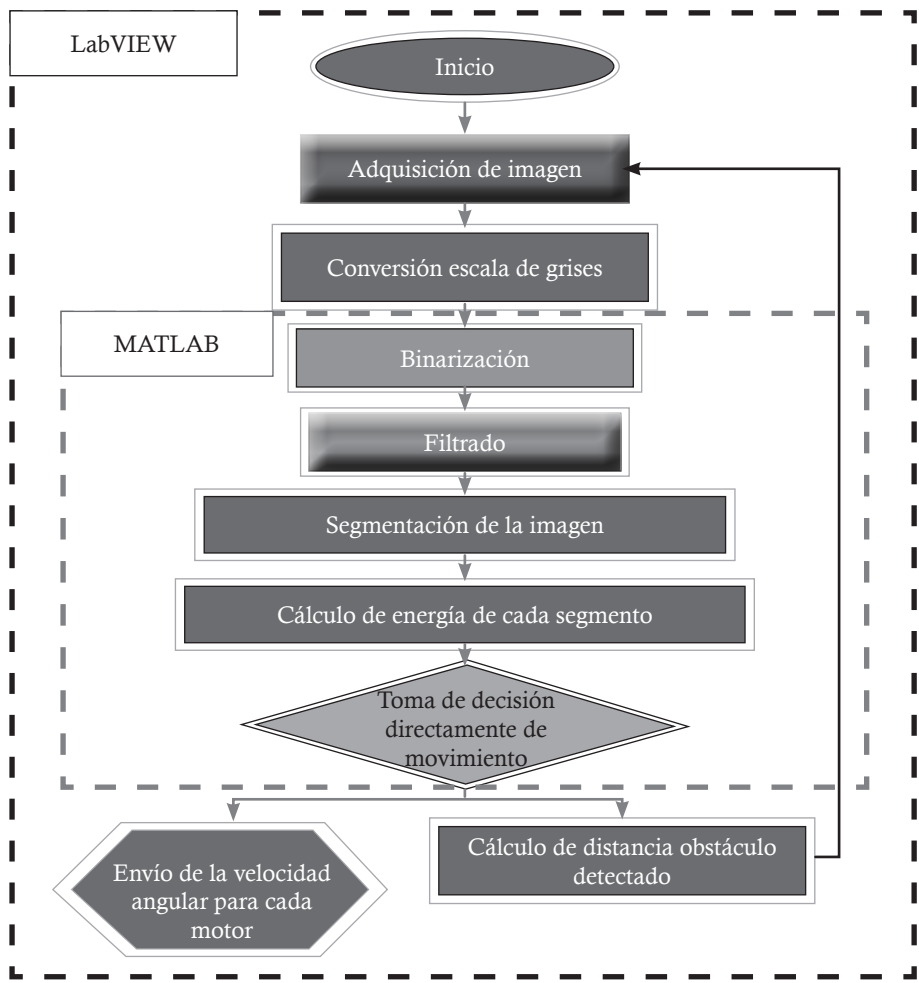 LabVIEW
Inicio
Adquisición de imagen
Conversión escala de grises
MATLAB
Binarización
Filtrado
Segmentación de la imagen
Cálculo de energía de cada segmento
Toma de decisión
directamente de
movimiento
Envío de la velocidad
angular para cada
motor
Cálculo de distancia obstáculo
detectado